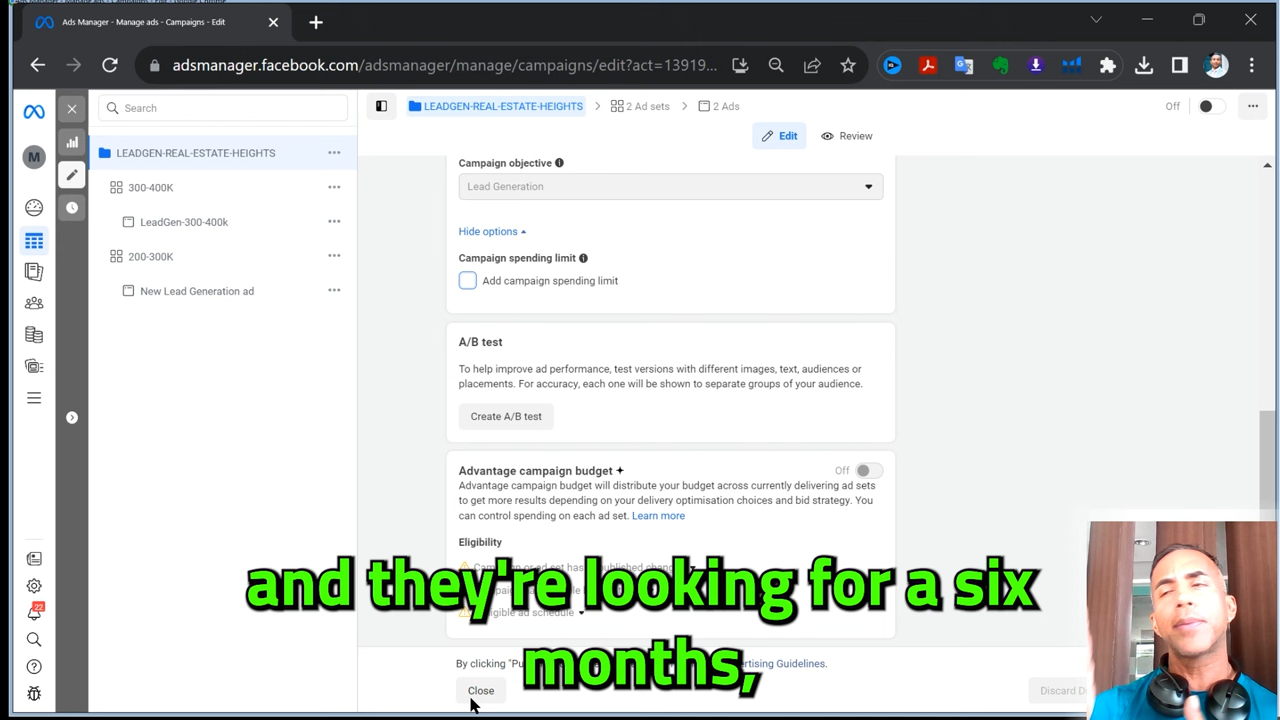 Ads Manager - Manage ads - Campaigns - Edit
adsmanager.facebook.com/adsmanager/manage/campaigns/edit?act=13919...
Search
LEADGEN-REAL-ESTATE-HEIGHTS
2 Ad sets
2 Ads
Off
Edit
Review
M
LEADGEN-REAL-ESTATE-HEIGHTS
300-400K
LeadGen-300-400k
200-300K
New Lead Generation ad
22
Campaign objective
Lead Generation
Hide options
Campaign spending limit
Add campaign spending limit
A/B test
To help improve ad performance, test versions with different images, text, audiences or
placements. For accuracy, each one will be shown to separate groups of your audience.
Create A/B test
Advantage campaign budget
Off
Advantage campaign budget will distribute your budget across currently delivering ad sets
to get more results depending on your delivery optimisation choices and bid strategy. You
can control spending on each ad set. Learn more
Eligibility
and they're looking for a six
months,
By clicking "Pu
Guidelines.
Close
Discard